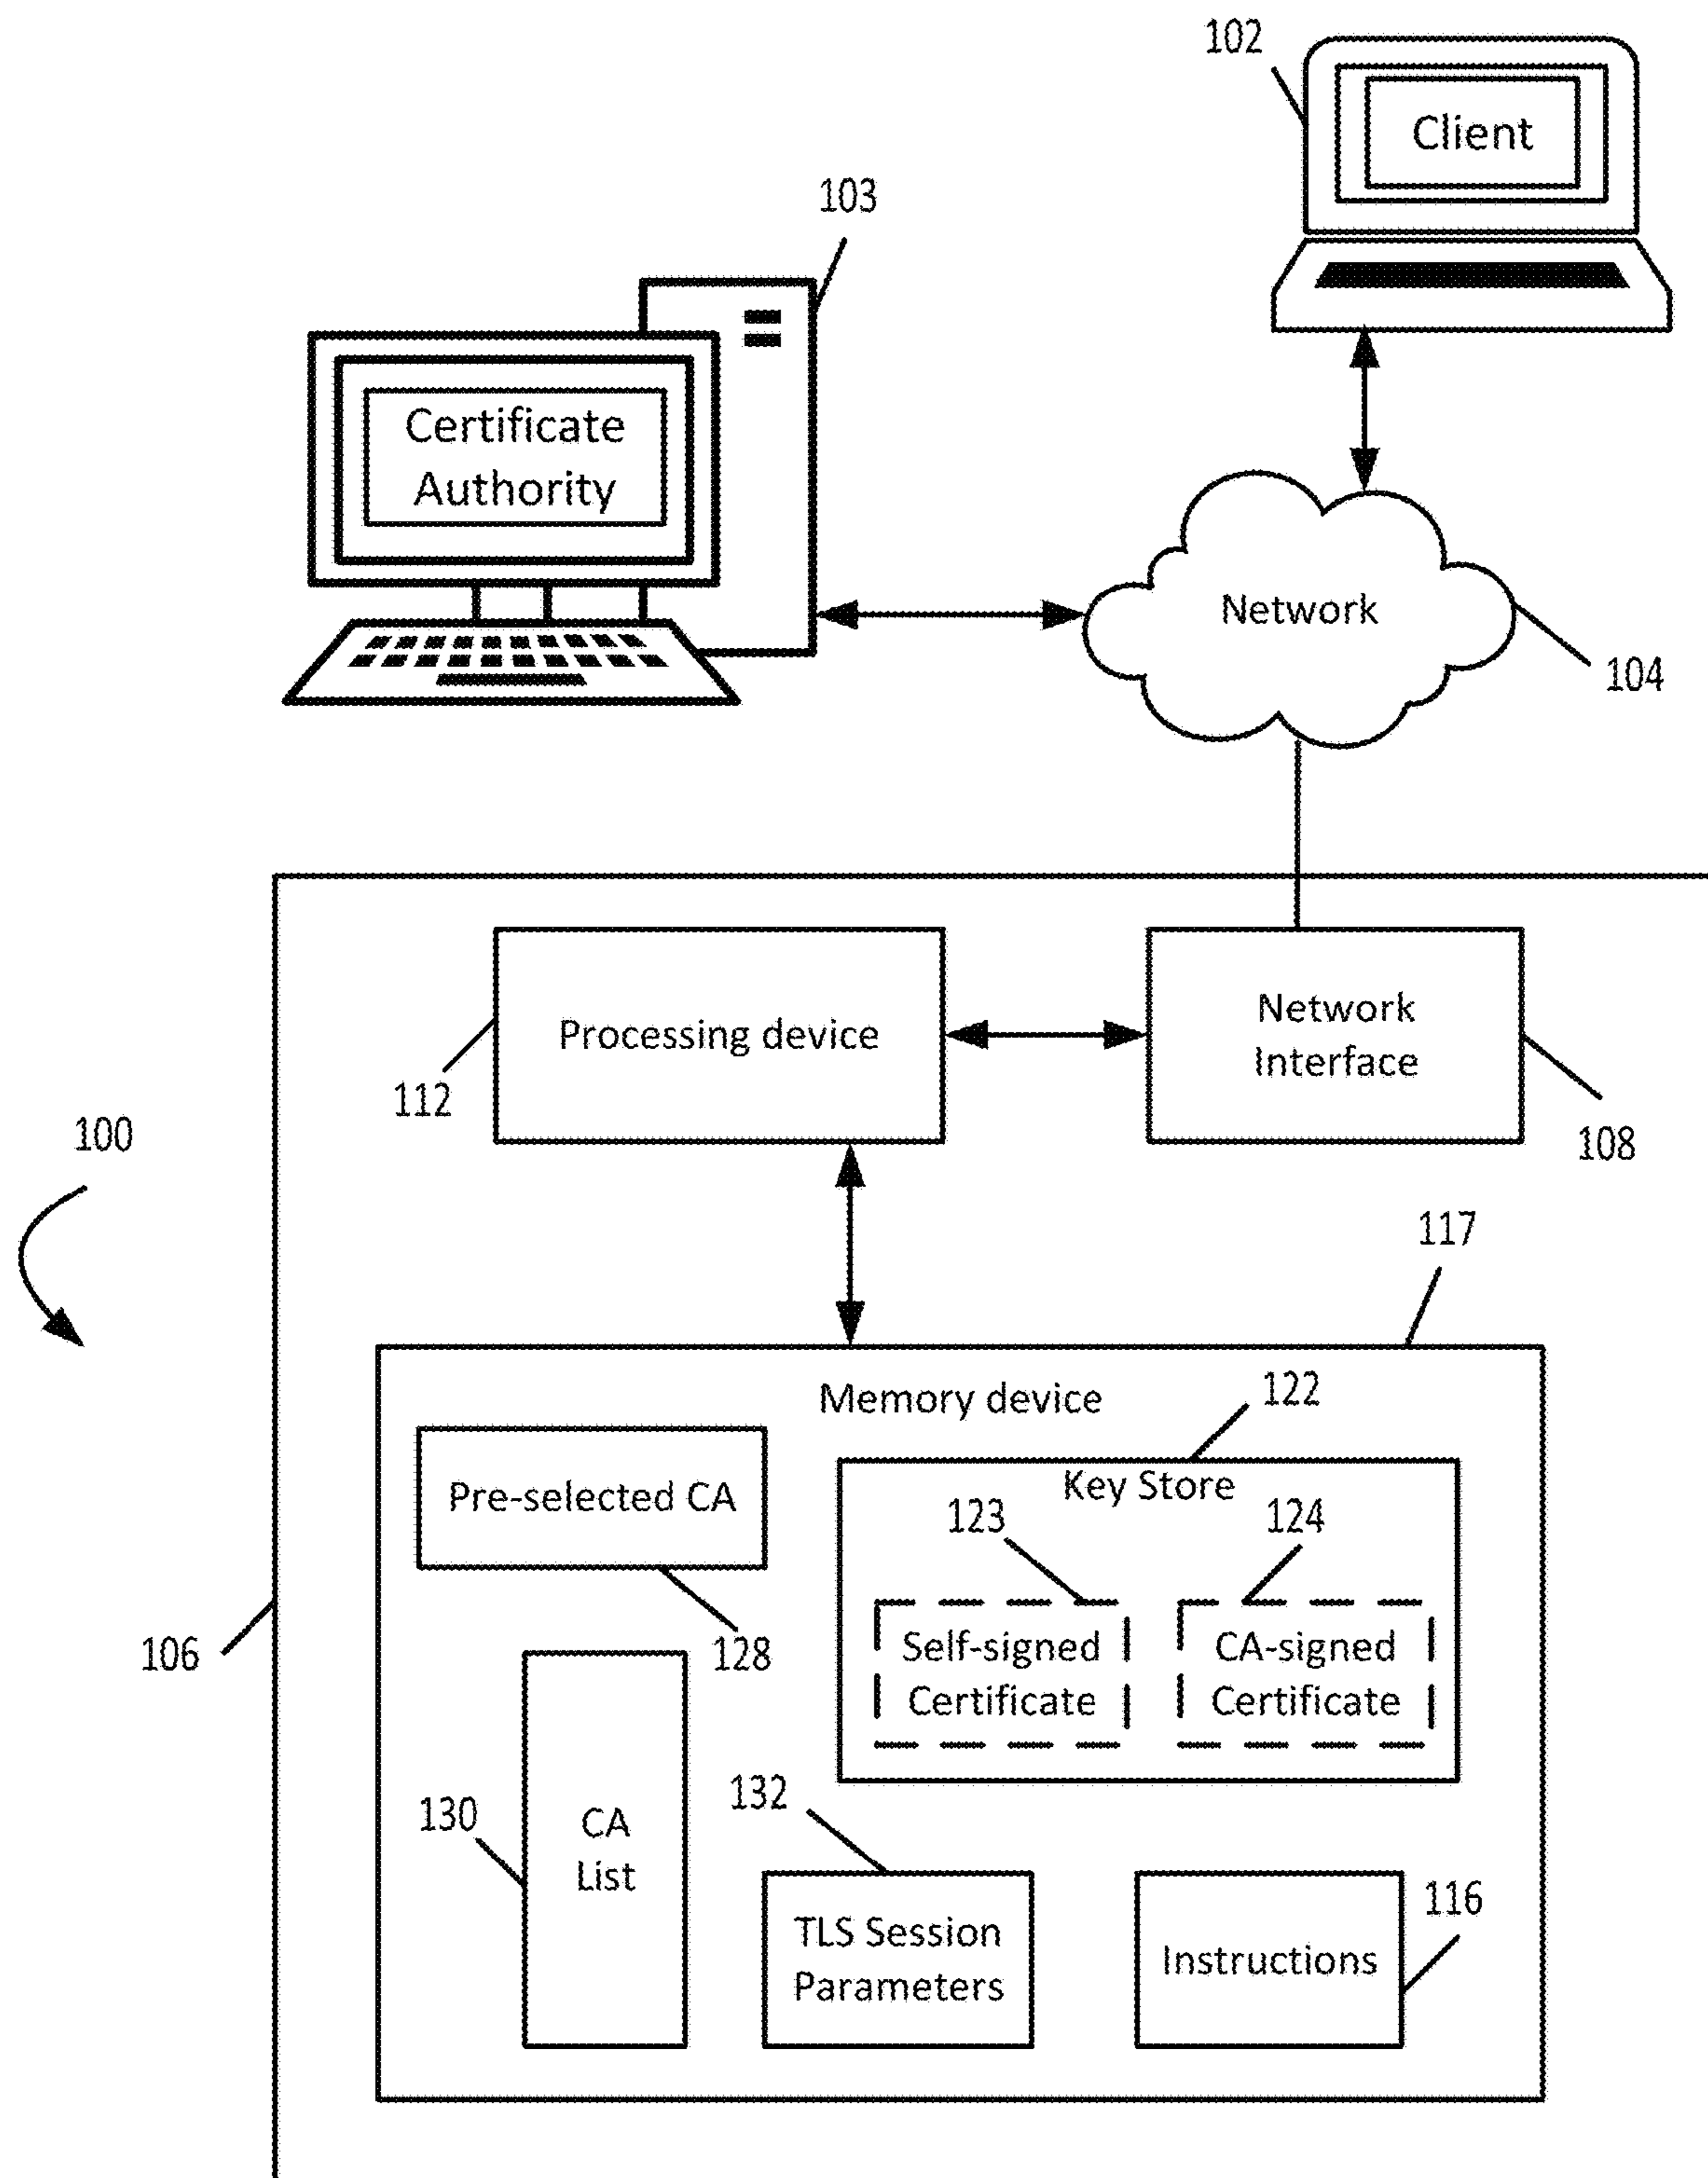 102
Client
103
Certificate
Authority
Network
104
Processing device
Network
Interface
112
108
100
117
Memory device
122
Pre-selected CA
Key Store
123
124
128
Self-signed
Certificate
CA-signed
Certificate
106
130
CA
List
132
TLS Session
Parameters
Instructions
116